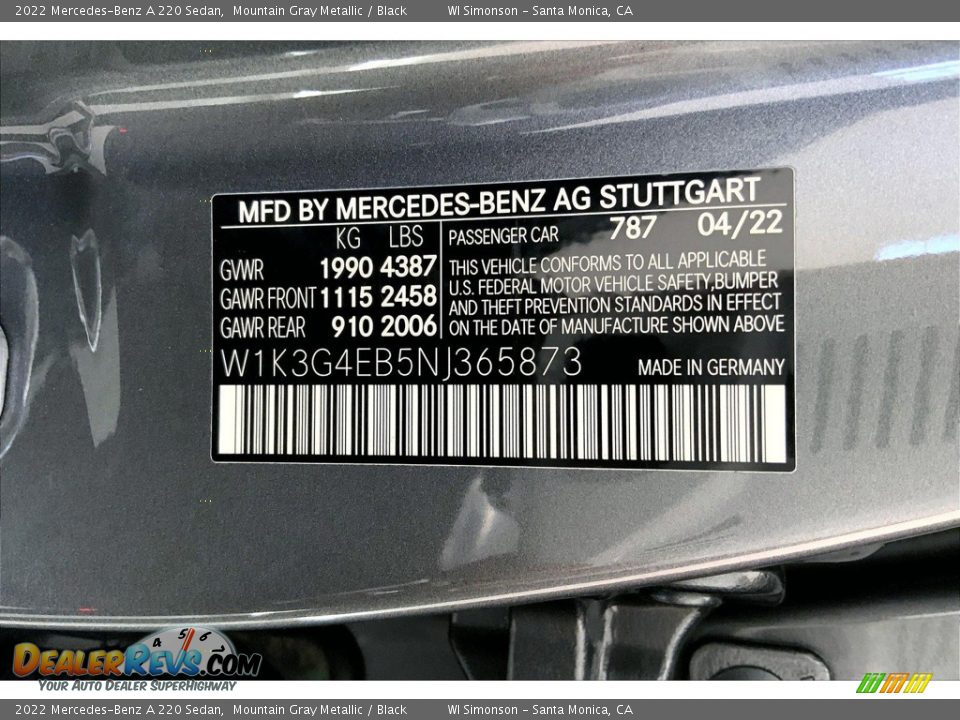 2022 Mercedes-Benz A 220 Sedan, Mountain Gray Metallic / Black WI Simonson - Santa Monica, CA
MFD BY MERCEDES-BENZ AG STUTTGART
KG LBS PASSENGER CAR 787 04/22
GVWR 1990 4387
GAWR FRONT 1115 2458
GAWR REAR 910 2006
THIS VEHICLE CONFORMS TO ALL APPLICABLE
U.S. FEDERAL MOTOR VEHICLE SAFETY,BUMPER
AND THEFT PREVENTION STANDARDS IN EFFECT
ON THE DATE OF MANUFACTURE SHOWN ABOVE
W1K3G4EB5NJ365873 MADE IN GERMANY
4 5 6
DEALERREVS.COM
YOUR AUTO DEALER SUPERHIGHWAY
2022 Mercedes-Benz A 220 Sedan, Mountain Gray Metallic / Black WI Simonson - Santa Monica, CA